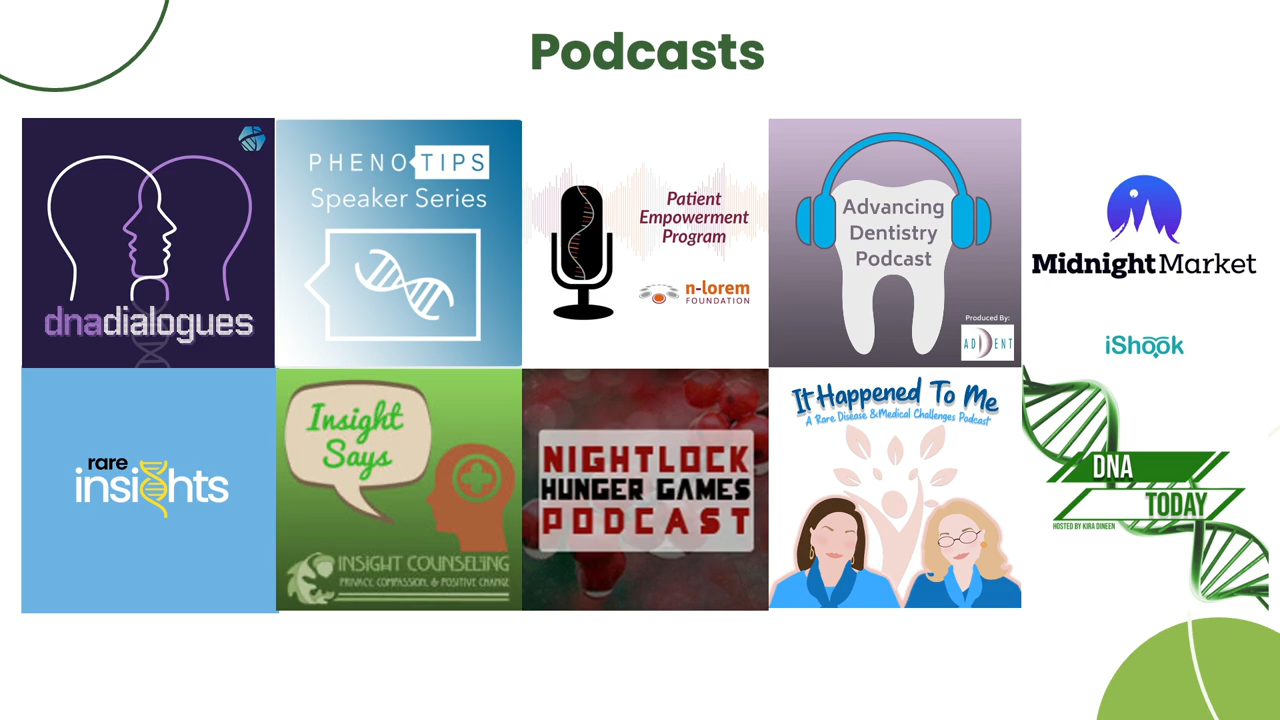 Podcasts
dnadialogues
PHENOTIPS
Speaker Series
Patient
Empowerment
Program
n-lorem
FOUNDATION
Advancing
Dentistry
Podcast
Produced By:
ADDENT
MidnightMarket
iShook
rare
insights
Insight
Says
INSIGHT COUNSELING
PRIVACY, COMPASSION, & POSITIVE CHANGE
NIGHTLOCK
HUNGER GAMES
PODCAST
It Happened To Me
A Rare Disease & Medical Challenges Podcast
DNA
TODAY
HOSTED BY KIRA DINEEN